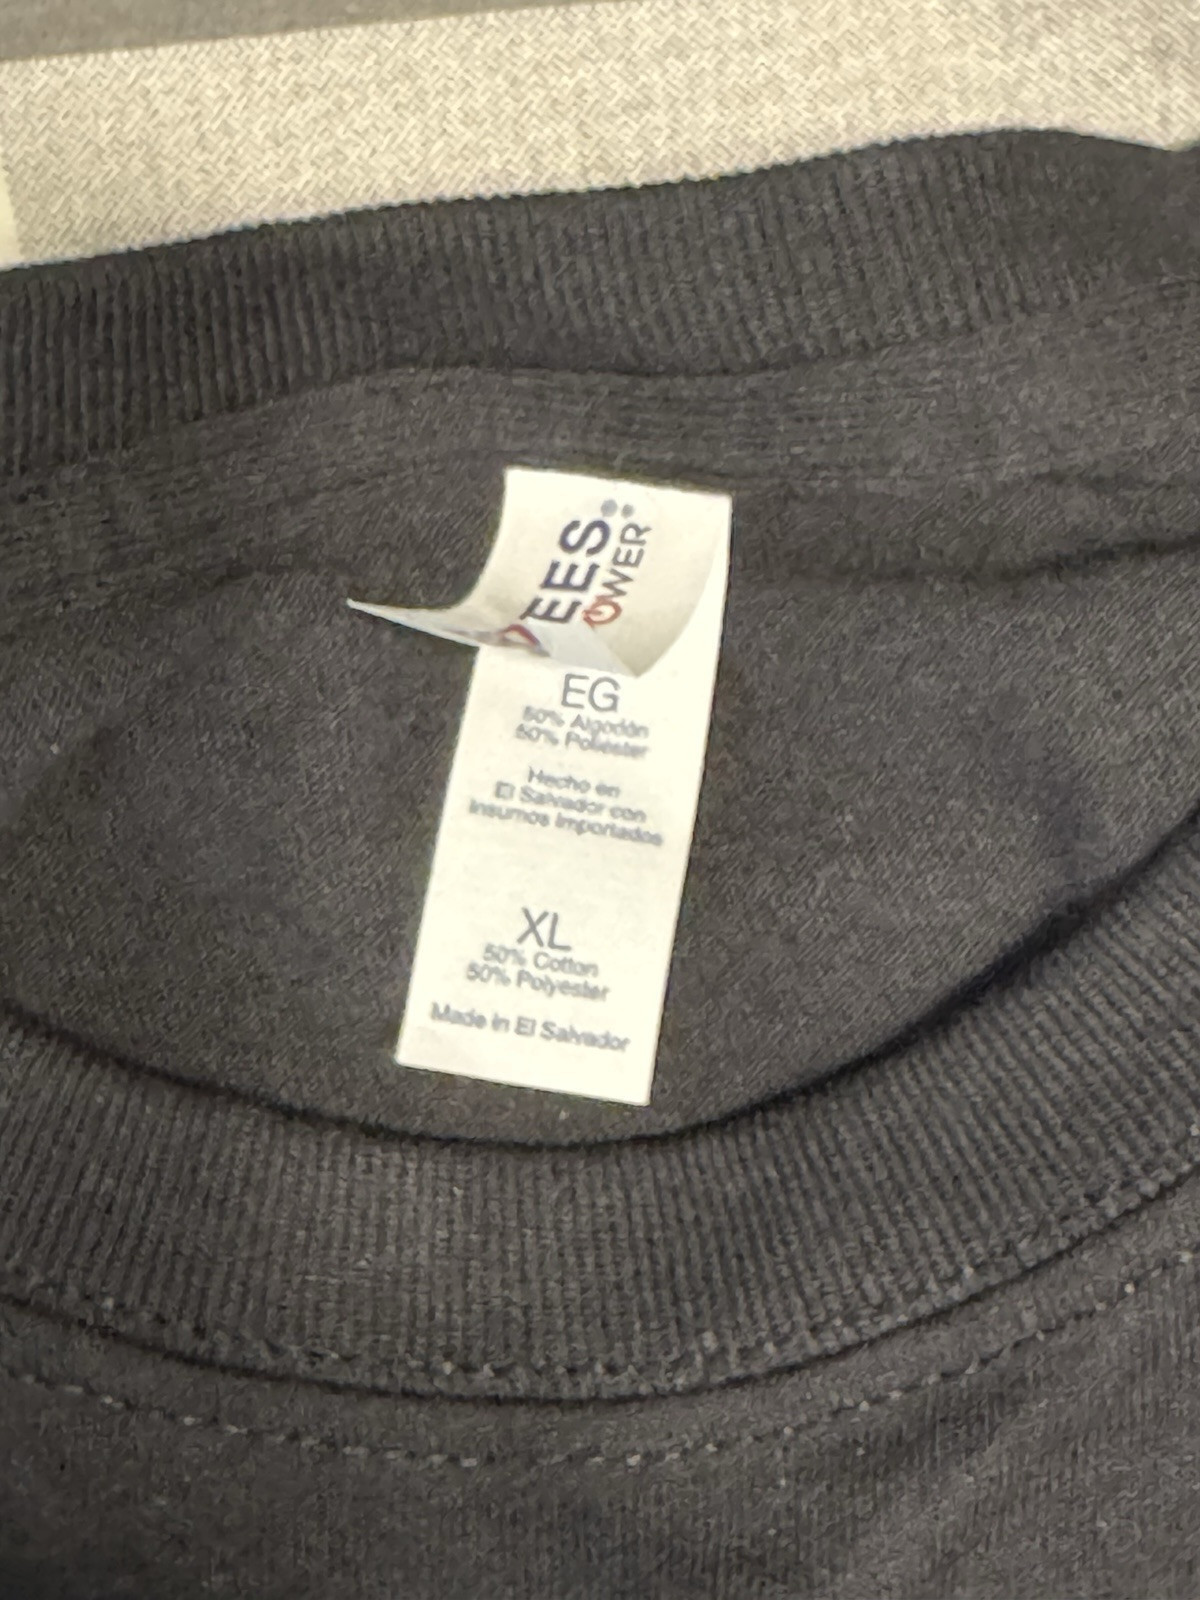 EES
OWER
EG
50% Algodón
50% Poliéster
Hecho en
El Salvador con
Insumos Importados
XL
50% Cotton
50% Polyester
Made in El Salvador